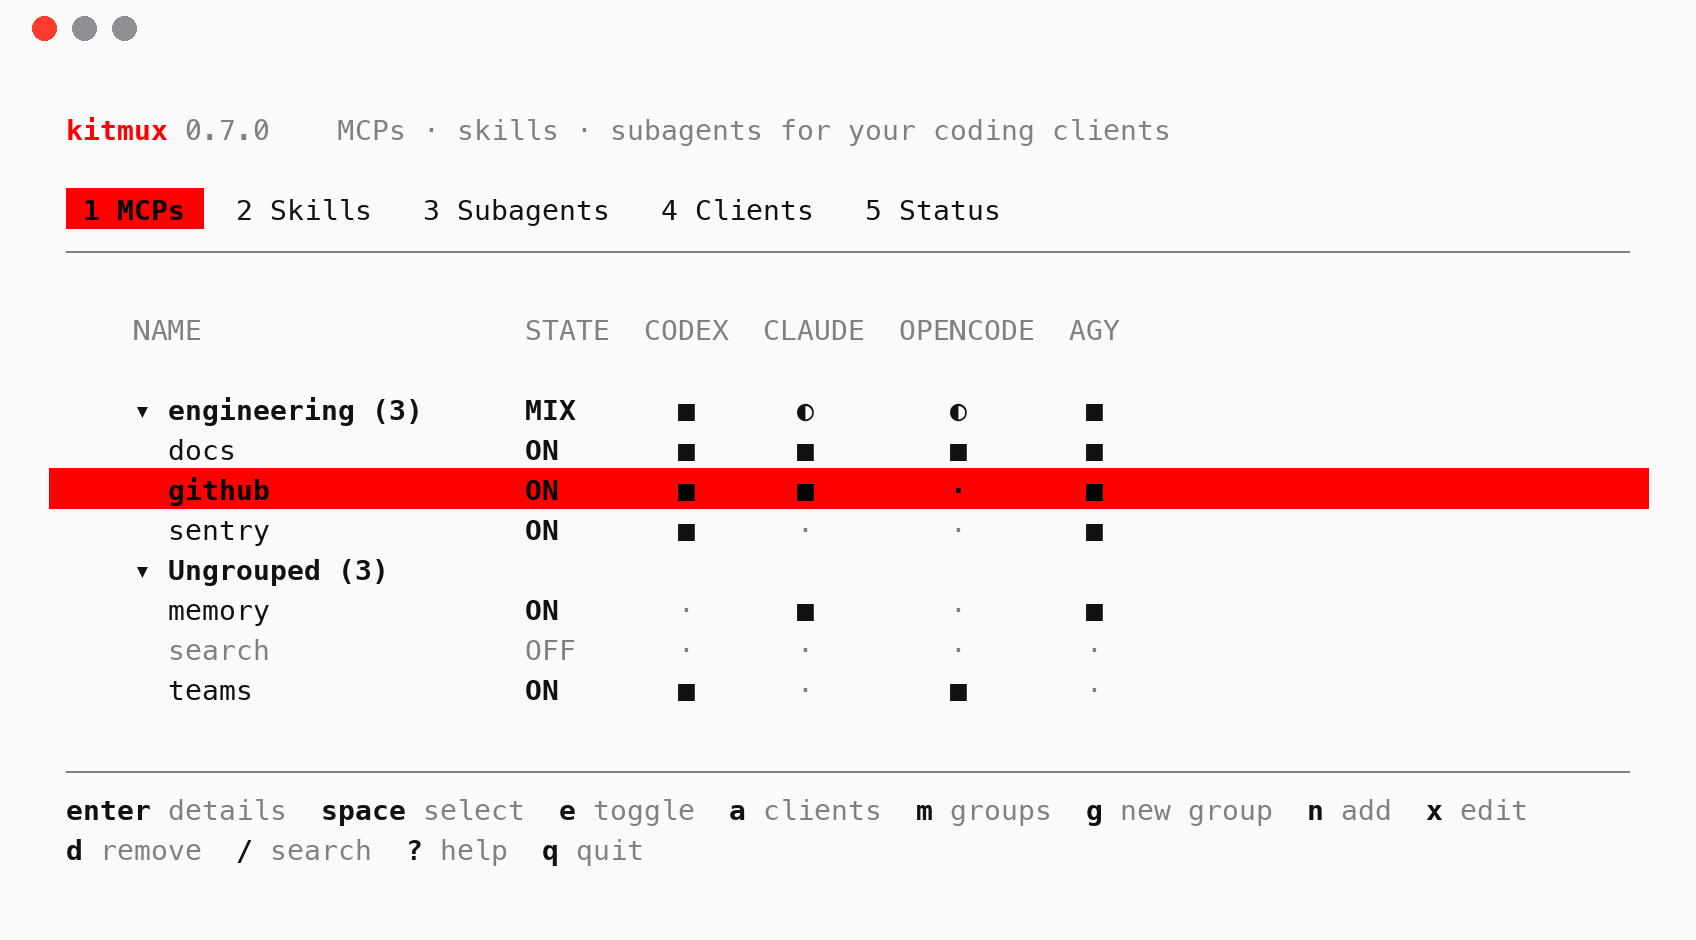 kitmux 0.7.0    MCPs · skills · subagents for your coding clients
1 MCPs   2 Skills   3 Subagents   4 Clients   5 Status
NAME                   STATE  CODEX  CLAUDE  OPENCODE  AGY
▾ engineering (3)      MIX      ■      ◐        ◐       ■
docs                 ON       ■      ■        ■       ■
github               ON       ■      ■        ·       ■
sentry               ON       ■      ·        ·       ■
▾ Ungrouped (3)
memory               ON       ·      ■        ·       ■
search               OFF      ·      ·        ·       ·
teams                ON       ■      ·        ■       ·
enter details  space select  e toggle  a clients  m groups  g new group  n add  x edit
d remove  / search  ? help  q quit